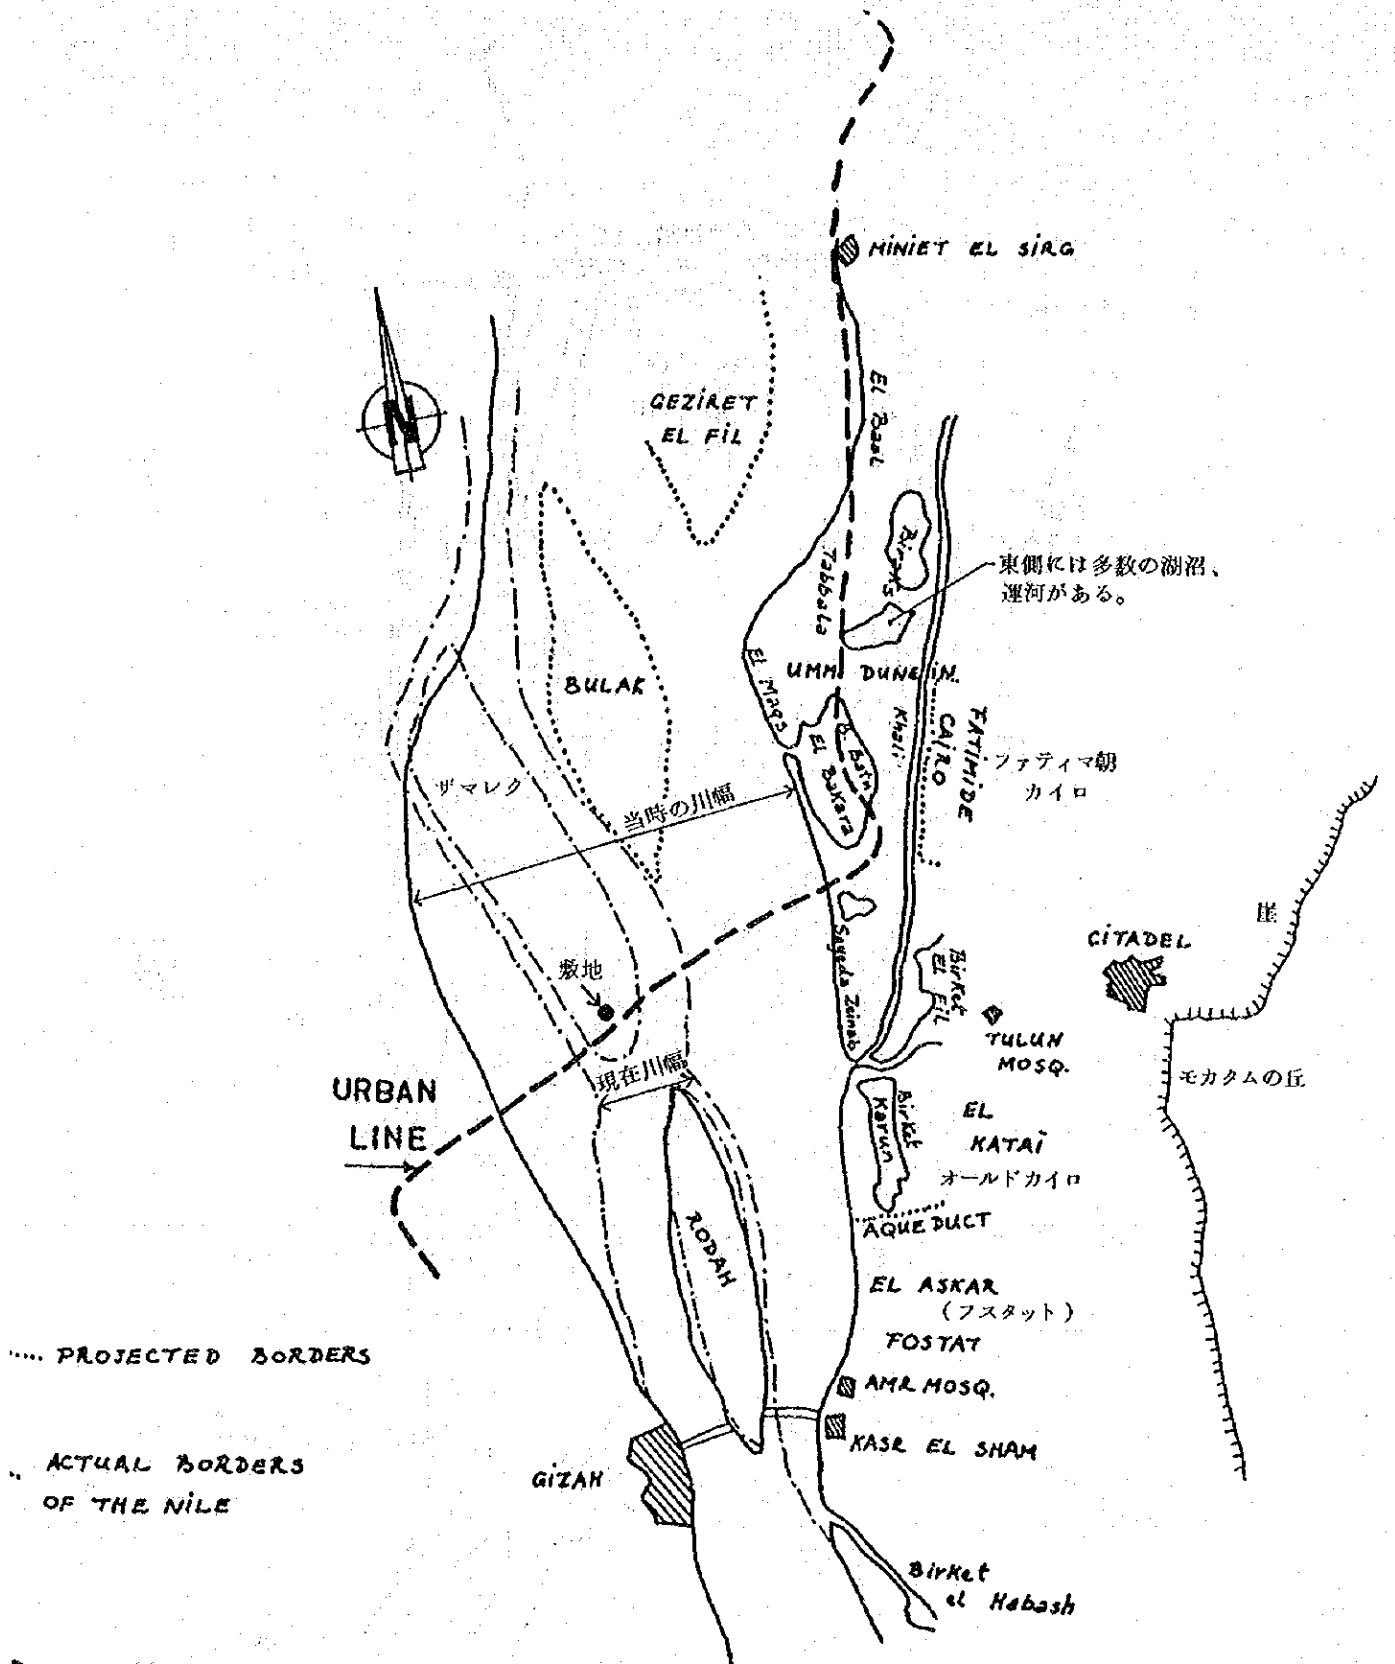 MINIET EL SIRG
N
GEZIRET
EL FIL
El Baal
Birkets
東側には多数の湖沼、
運河がある。
Tabbala
UMM DUNEIN.
El Maqs
BULAK
B. Batn
El Bakara
Khali
FATIMIDE
CAIRO
ファティマ朝
カイロ
ザマレク
当時の川幅
崖
CITADEL
Sayeda Zeinab
Birket
El Fil
敷地
TULUN
MOSQ.
現在川幅
モカタムの丘
URBAN
LINE
Birket
Karun
EL
KATAI
オールドカイロ
AQUEDUCT
RODAH
EL ASKAR
(フスタット)
FOSTAT
PROJECTED BORDERS
AMR MOSQ.
KASR EL SHAM
ACTUAL BORDERS
OF THE NILE
GIZAH
Birket
el Habash